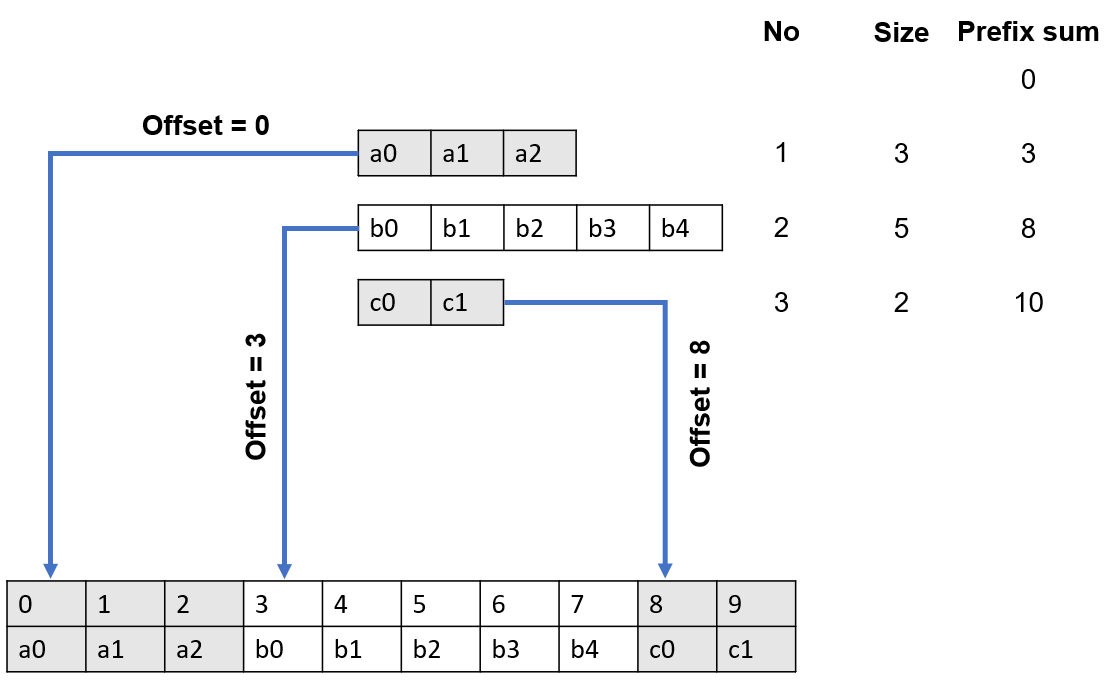 No Size Prefix sum
0
Offset = 0
a0 a1 a2 1 3 3
b0 b1 b2 b3 b4 2 5 8
c0 c1 3 2 10
Offset = 3
Offset = 8
0 1 2 3 4 5 6 7 8 9
a0 a1 a2 b0 b1 b2 b3 b4 c0 c1